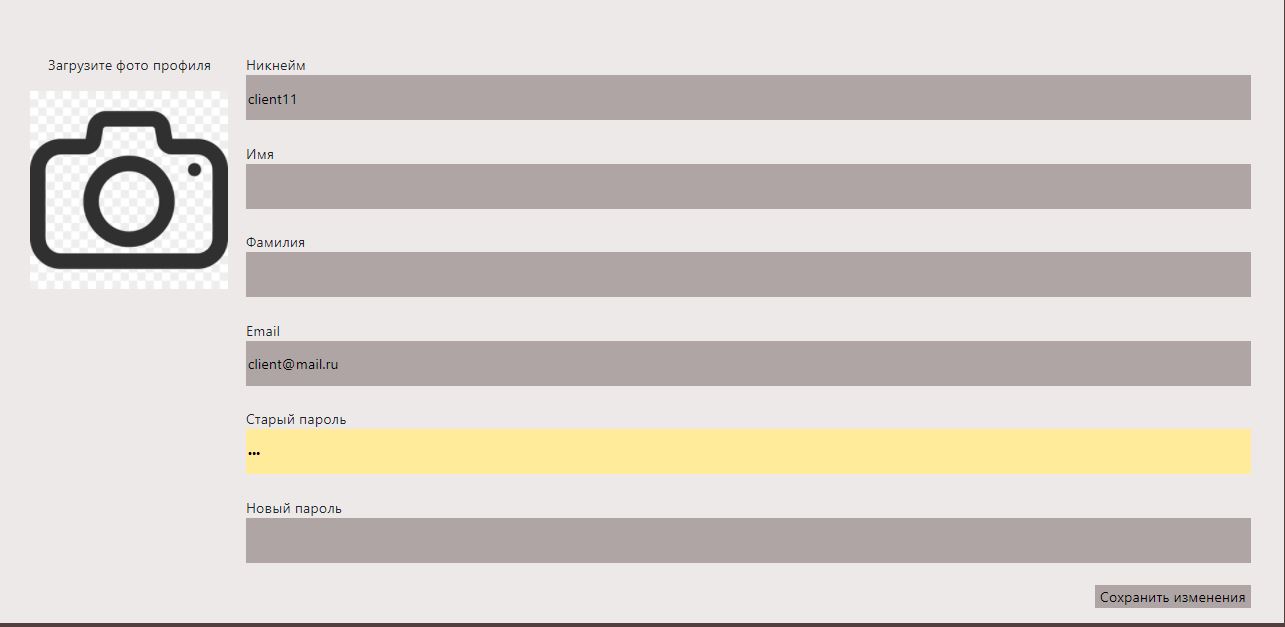 Загрузите фото профиля
Никнейм
client11
Имя
Фамилия
Email
client@mail.ru
Старый пароль
•••
Новый пароль
Сохранить изменения